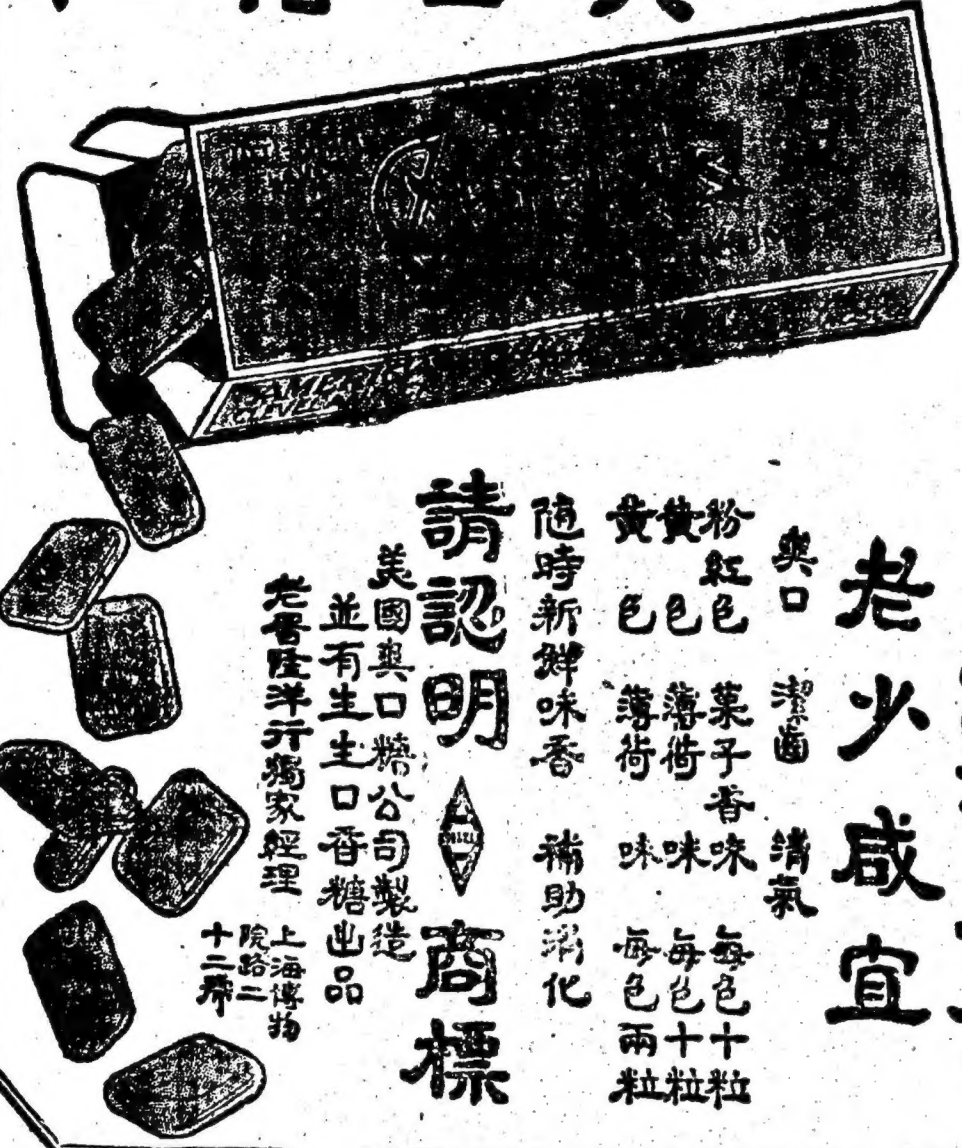 老少咸宜
爽口 潔齒 清氣
粉紅色 菓子香味 每色十粒
黃色 薄荷味 每色十粒
黃色 薄荷味 每色兩粒
隨時新鮮味香 補助消化
請認明 商標
美國爽口糖公司製造
並有生生口香糖出品
老晉隆洋行獨家經理
上海博物
院路二
十二號